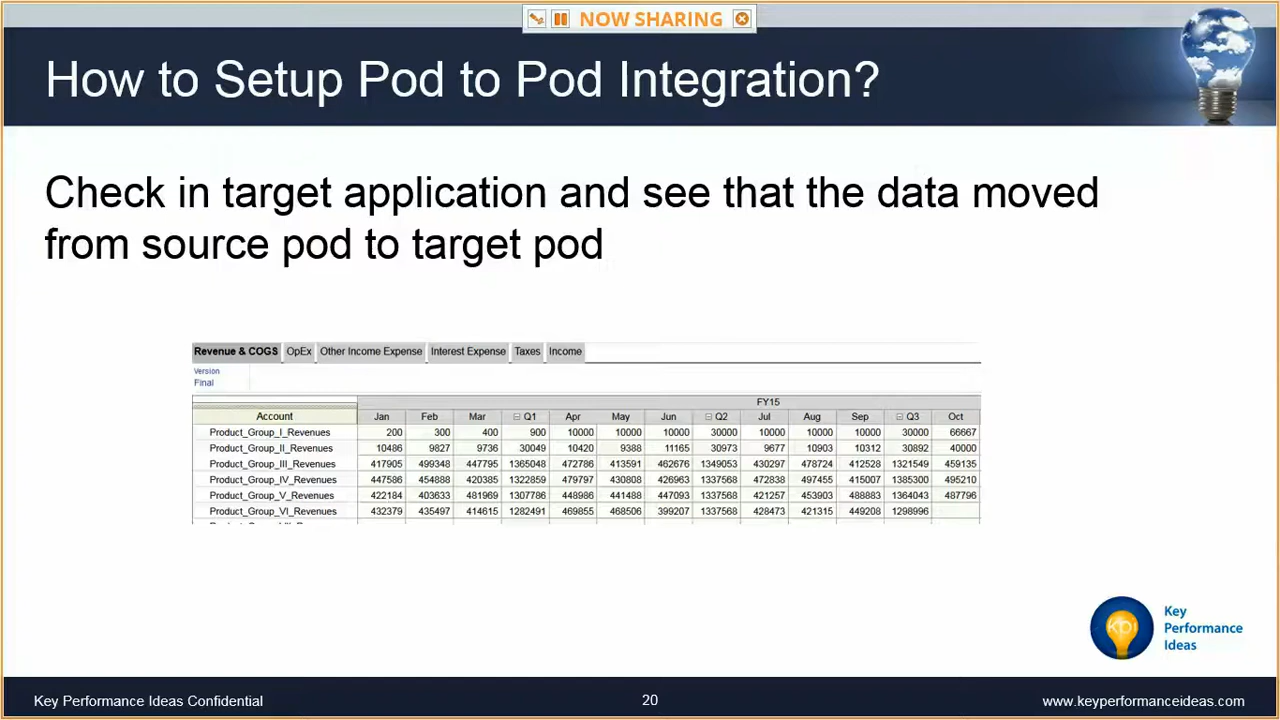 NOW SHARING
How to Setup Pod to Pod Integration?
Check in target application and see that the data moved
from source pod to target pod
Revenue & COGS OpEx Other Income Expense Interest Expense Taxes Income
Version
Final
FY15
Account Jan Feb Mar Q1 Apr May Jun Q2 Jul Aug Sep Q3 Oct
Product_Group_I_Revenues 200 300 400 900 10000 10000 10000 30000 10000 10000 10000 30000 66667
Product_Group_II_Revenues 10486 9827 9736 30049 10420 9388 11165 30973 9677 10903 10312 30892 40000
Product_Group_III_Revenues 417905 499348 447795 1365048 472786 413591 462676 1349053 430297 478724 412528 1321549 459135
Product_Group_IV_Revenues 447586 454888 420385 1322859 479797 430808 426963 1337568 472838 497455 415007 1385300 495210
Product_Group_V_Revenues 422184 403633 481969 1307786 448986 441488 447093 1337568 421257 453903 488883 1364043 487796
Product_Group_VI_Revenues 432379 435497 414615 1282491 469855 468506 399207 1337568 428473 421315 449208 1298996
kpi
Key
Performance
Ideas
Key Performance Ideas Confidential 20 www.keyperformanceideas.com